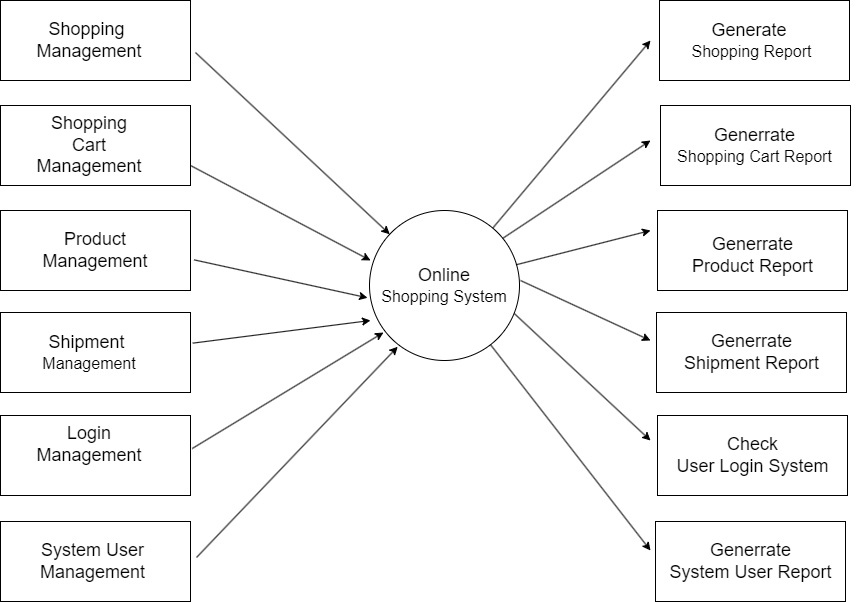 Shopping
Management
Shopping
Cart
Management
Product
Management
Shipment
Management
Login
Management
System User
Management
Online
Shopping System
Generate
Shopping Report
Generrate
Shopping Cart Report
Generrate
Product Report
Generrate
Shipment Report
Check
User Login System
Generrate
System User Report